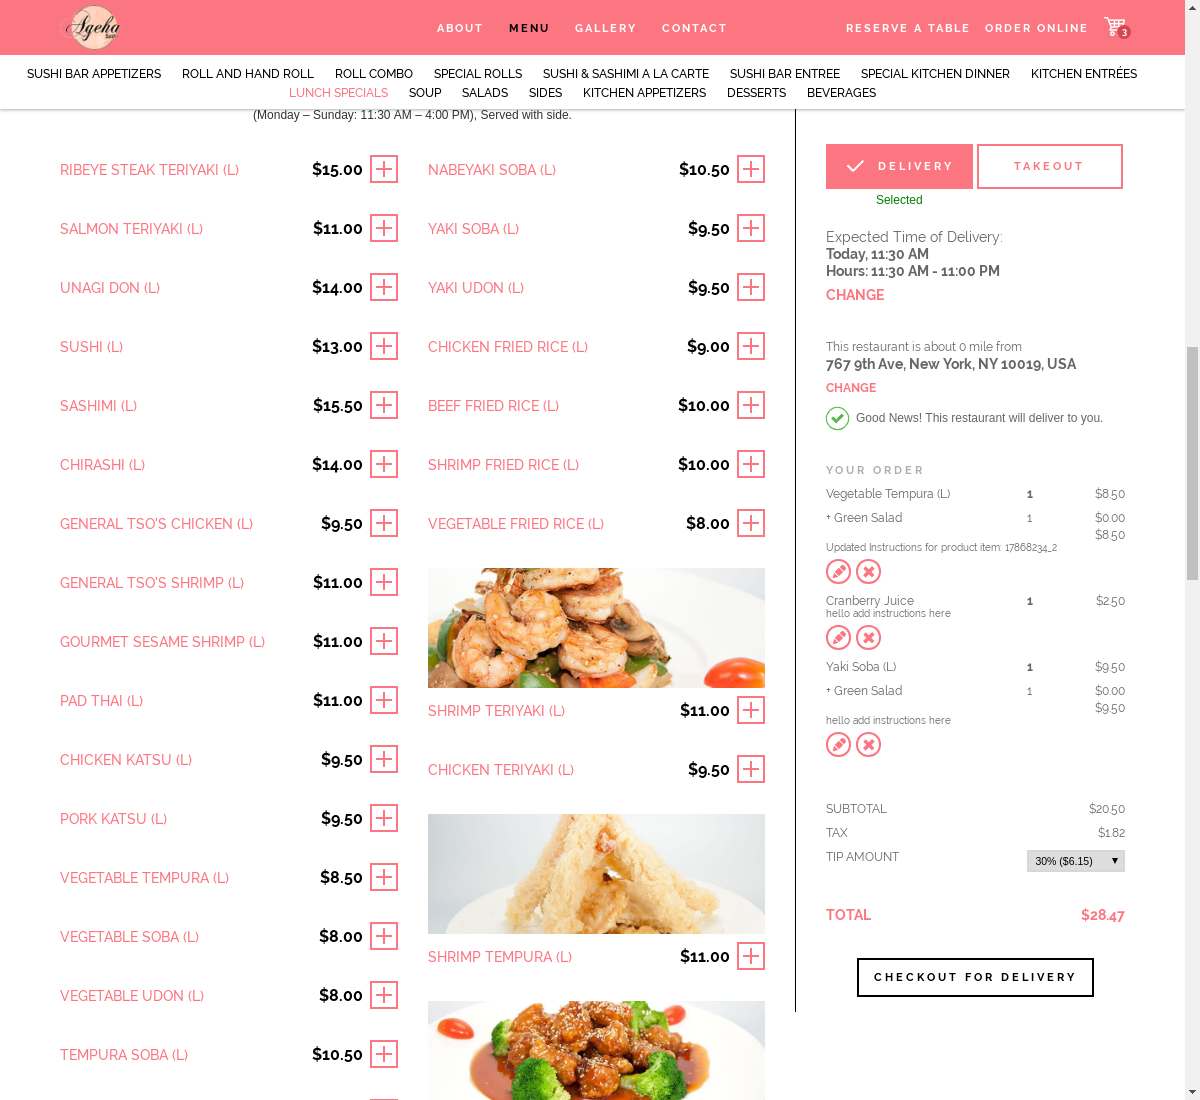 Ageha
ABOUT MENU GALLERY CONTACT RESERVE A TABLE ORDER ONLINE 3
SUSHI BAR APPETIZERS ROLL AND HAND ROLL ROLL COMBO SPECIAL ROLLS SUSHI & SASHIMI A LA CARTE SUSHI BAR ENTREE SPECIAL KITCHEN DINNER KITCHEN ENTRÉES
LUNCH SPECIALS SOUP SALADS SIDES KITCHEN APPETIZERS DESSERTS BEVERAGES
(Monday – Sunday: 11:30 AM – 4:00 PM), Served with side.
RIBEYE STEAK TERIYAKI (L) $15.00
SALMON TERIYAKI (L) $11.00
UNAGI DON (L) $14.00
SUSHI (L) $13.00
SASHIMI (L) $15.50
CHIRASHI (L) $14.00
GENERAL TSO'S CHICKEN (L) $9.50
GENERAL TSO'S SHRIMP (L) $11.00
GOURMET SESAME SHRIMP (L) $11.00
PAD THAI (L) $11.00
CHICKEN KATSU (L) $9.50
PORK KATSU (L) $9.50
VEGETABLE TEMPURA (L) $8.50
VEGETABLE SOBA (L) $8.00
VEGETABLE UDON (L) $8.00
TEMPURA SOBA (L) $10.50
NABEYAKI SOBA (L) $10.50
YAKI SOBA (L) $9.50
YAKI UDON (L) $9.50
CHICKEN FRIED RICE (L) $9.00
BEEF FRIED RICE (L) $10.00
SHRIMP FRIED RICE (L) $10.00
VEGETABLE FRIED RICE (L) $8.00
SHRIMP TERIYAKI (L) $11.00
CHICKEN TERIYAKI (L) $9.50
SHRIMP TEMPURA (L) $11.00
DELIVERY TAKEOUT
Selected
Expected Time of Delivery:
Today, 11:30 AM
Hours: 11:30 AM - 11:00 PM
CHANGE
This restaurant is about 0 mile from
767 9th Ave, New York, NY 10019, USA
CHANGE
Good News! This restaurant will deliver to you.
YOUR ORDER
Vegetable Tempura (L) 1 $8.50
+ Green Salad 1 $0.00
$8.50
Updated Instructions for product item: 17868234_2
Cranberry Juice 1 $2.50
hello add instructions here
Yaki Soba (L) 1 $9.50
+ Green Salad 1 $0.00
$9.50
hello add instructions here
SUBTOTAL $20.50
TAX $1.82
TIP AMOUNT 30% ($6.15)
TOTAL $28.47
CHECKOUT FOR DELIVERY